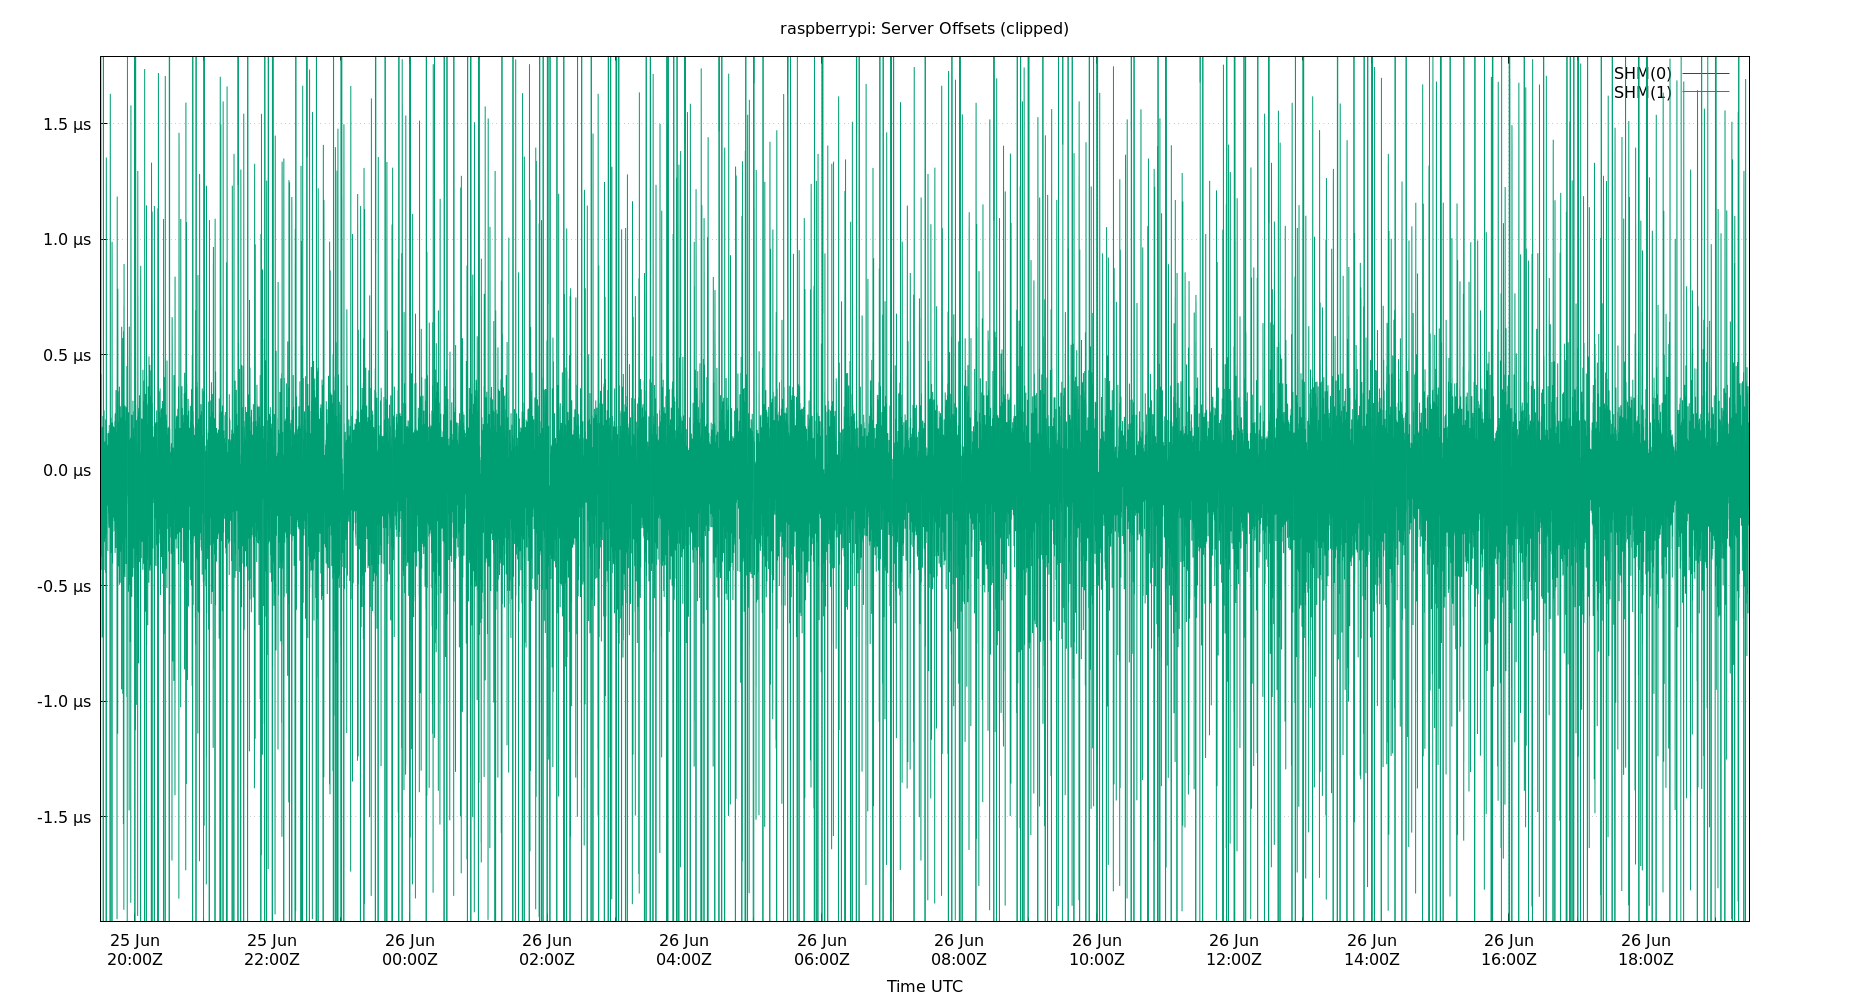 raspberrypi: Server Offsets (clipped)
SHM(0)
SHM(1)
1.5 µs
1.0 µs
0.5 µs
0.0 µs
-0.5 µs
-1.0 µs
-1.5 µs
25 Jun 25 Jun 26 Jun 26 Jun 26 Jun 26 Jun 26 Jun 26 Jun 26 Jun 26 Jun 26 Jun 26 Jun
20:00Z 22:00Z 00:00Z 02:00Z 04:00Z 06:00Z 08:00Z 10:00Z 12:00Z 14:00Z 16:00Z 18:00Z
Time UTC